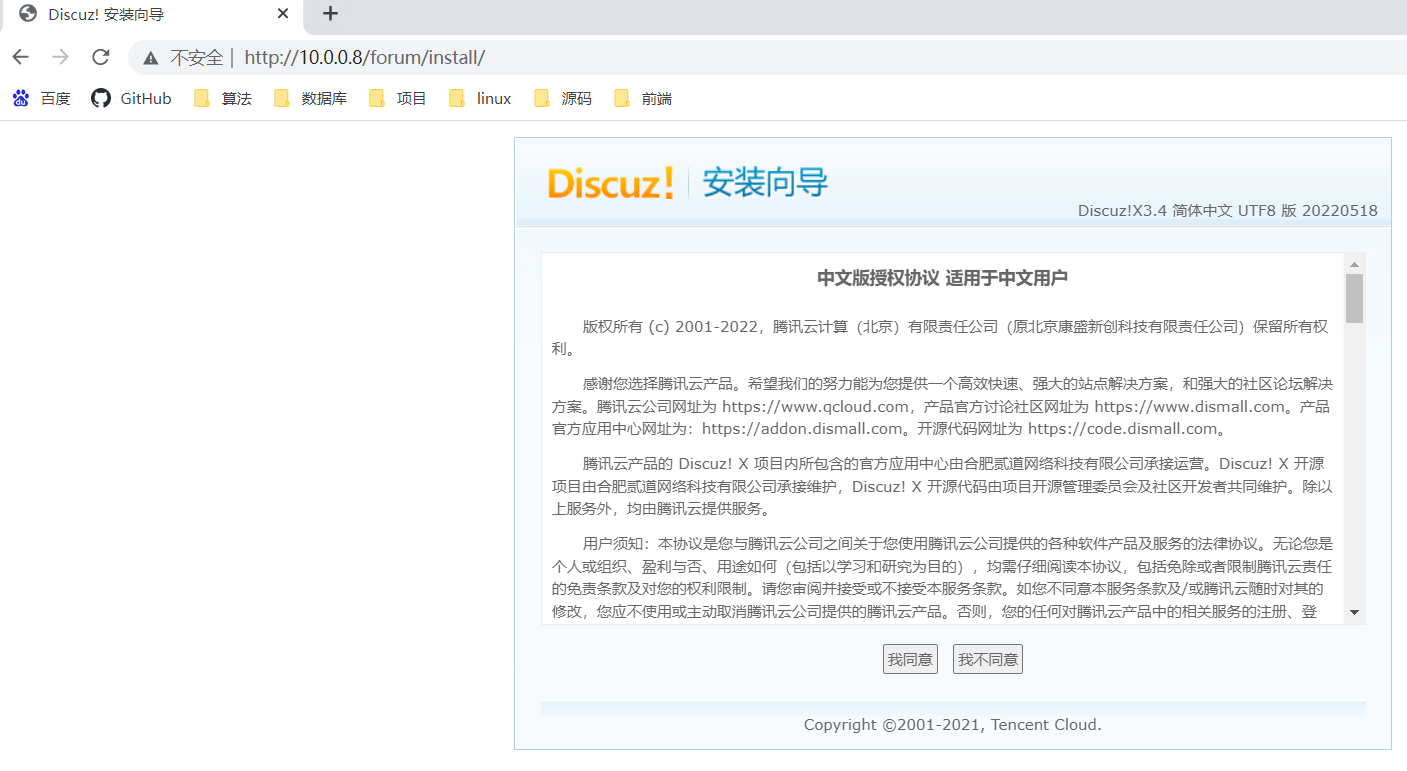 Discuz! 安装向导
不安全 | http://10.0.0.8/forum/install/
百度 GitHub 算法 数据库 项目 linux 源码 前端
Discuz! 安装向导
Discuz!X3.4 简体中文 UTF8 版 20220518
中文版授权协议 适用于中文用户
版权所有 (c) 2001-2022，腾讯云计算（北京）有限责任公司（原北京康盛新创科技有限责任公司）保留所有权
利。
感谢您选择腾讯云产品。希望我们的努力能为您提供一个高效快速、强大的站点解决方案，和强大的社区论坛解决
方案。腾讯云公司网址为 https://www.qcloud.com，产品官方讨论社区网址为 https://www.dismall.com。产品
官方应用中心网址为：https://addon.dismall.com。开源代码网址为 https://code.dismall.com。
腾讯云产品的 Discuz! X 项目内所包含的官方应用中心由合肥贰道网络科技有限公司承接运营。Discuz! X 开源
项目由合肥贰道网络科技有限公司承接维护，Discuz! X 开源代码由项目开源管理委员会及社区开发者共同维护。除以
上服务外，均由腾讯云提供服务。
用户须知：本协议是您与腾讯云公司之间关于您使用腾讯云公司提供的各种软件产品及服务的法律协议。无论您是
个人或组织、盈利与否、用途如何（包括以学习和研究为目的），均需仔细阅读本协议，包括免除或者限制腾讯云责任
的免责条款及对您的权利限制。请您审阅并接受或不接受本服务条款。如您不同意本服务条款及/或腾讯云随时对其的
修改，您应不使用或主动取消腾讯云公司提供的腾讯云产品。否则，您的任何对腾讯云产品中的相关服务的注册、登
我同意 我不同意
Copyright ©2001-2021, Tencent Cloud.